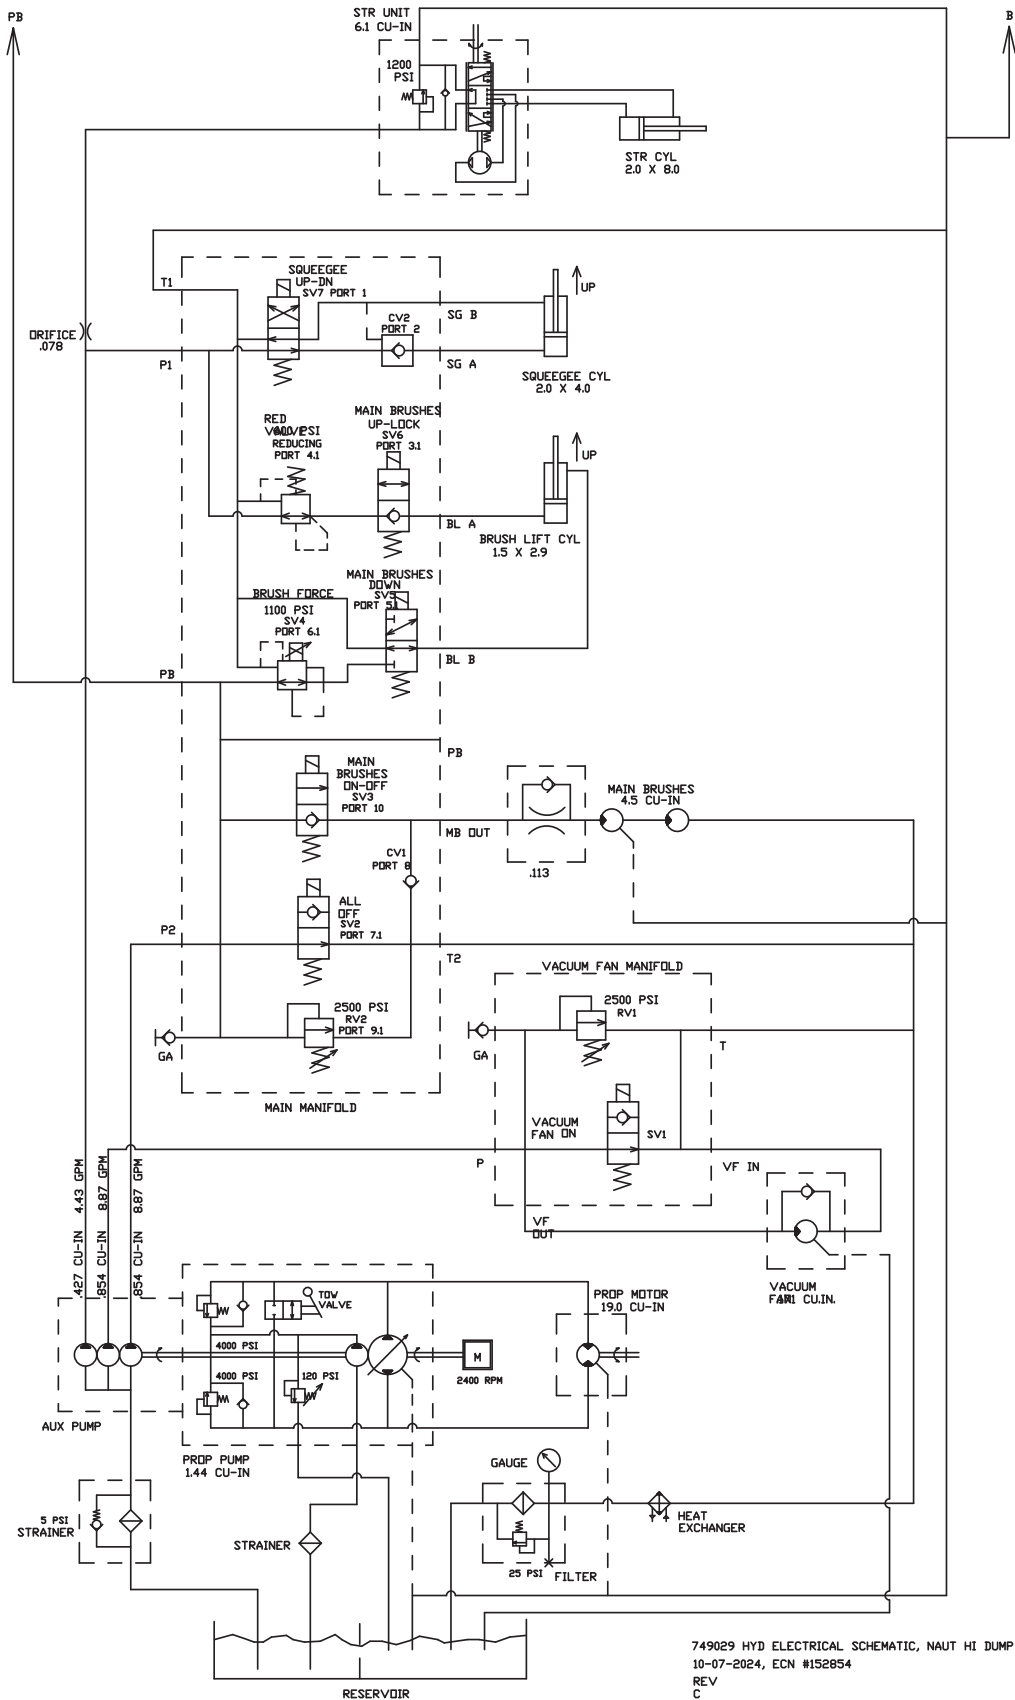 PB
B
STR UNIT
6.1 CU-IN
1200
PSI
STR CYL
2.0 X 8.0
T1
SQUEEGEE
UP-DN
SV7 PORT 1
CV2
PORT 2
SG B
UP
ORIFICE
.078
P1
SG A
SQUEEGEE CYL
2.0 X 4.0
MAIN BRUSHES
UP-LOCK
SV6
PORT 3.1
RED
PSI
REDUCING
PORT 4.1
UP
BL A
BRUSH LIFT CYL
1.5 X 2.9
MAIN BRUSHES
DOWN
SV5
PORT 5.1
BRUSH FORCE
1100 PSI
SV4
PORT 6.1
BL B
PB
PB
MAIN
BRUSHES
ON-OFF
SV3
PORT 10
MAIN BRUSHES
4.5 CU-IN
MB OUT
.113
CV1
PORT 8
ALL
OFF
SV2
PORT 7.1
P2
T2
VACUUM FAN MANIFOLD
2500 PSI
RV2
PORT 9.1
GA
2500 PSI
RV1
GA
T
MAIN MANIFOLD
VACUUM
FAN ON
SV1
P
VF IN
VF
OUT
.427 CU-IN 4.43 GPM
.854 CU-IN 8.87 GPM
.854 CU-IN 8.87 GPM
VACUUM
CU.IN.
TOW
VALVE
PROP MOTOR
19.0 CU-IN
4000 PSI
4000 PSI
120 PSI
M
2400 RPM
AUX PUMP
PROP PUMP
1.44 CU-IN
GAUGE
5 PSI
STRAINER
STRAINER
HEAT
EXCHANGER
25 PSI
FILTER
RESERVOIR
749029 HYD ELECTRICAL SCHEMATIC, NAUT HI DUMP
10-07-2024, ECN #152854
REV
C